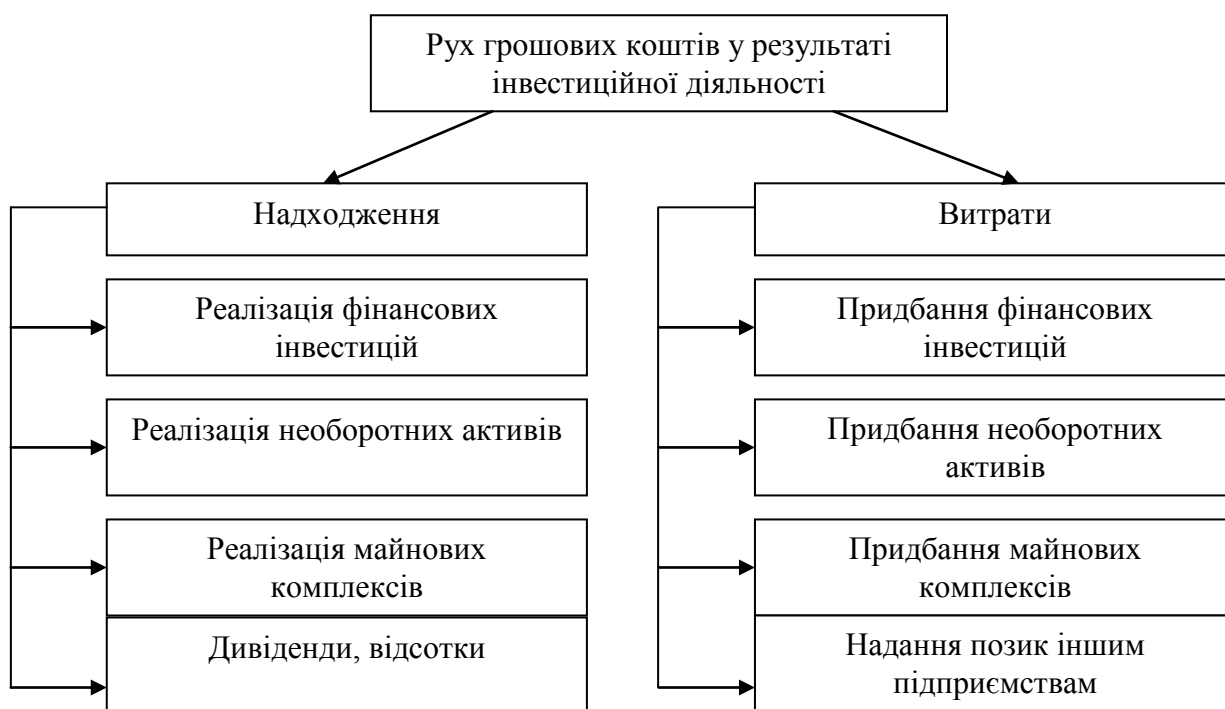 Рух грошових коштів у результаті
інвестиційної діяльності
Надходження
Реалізація фінансових
інвестицій
Реалізація необоротних активів
Реалізація майнових
комплексів
Дивіденди, відсотки
Витрати
Придбання фінансових
інвестицій
Придбання необоротних
активів
Придбання майнових
комплексів
Надання позик іншим
підприємствам